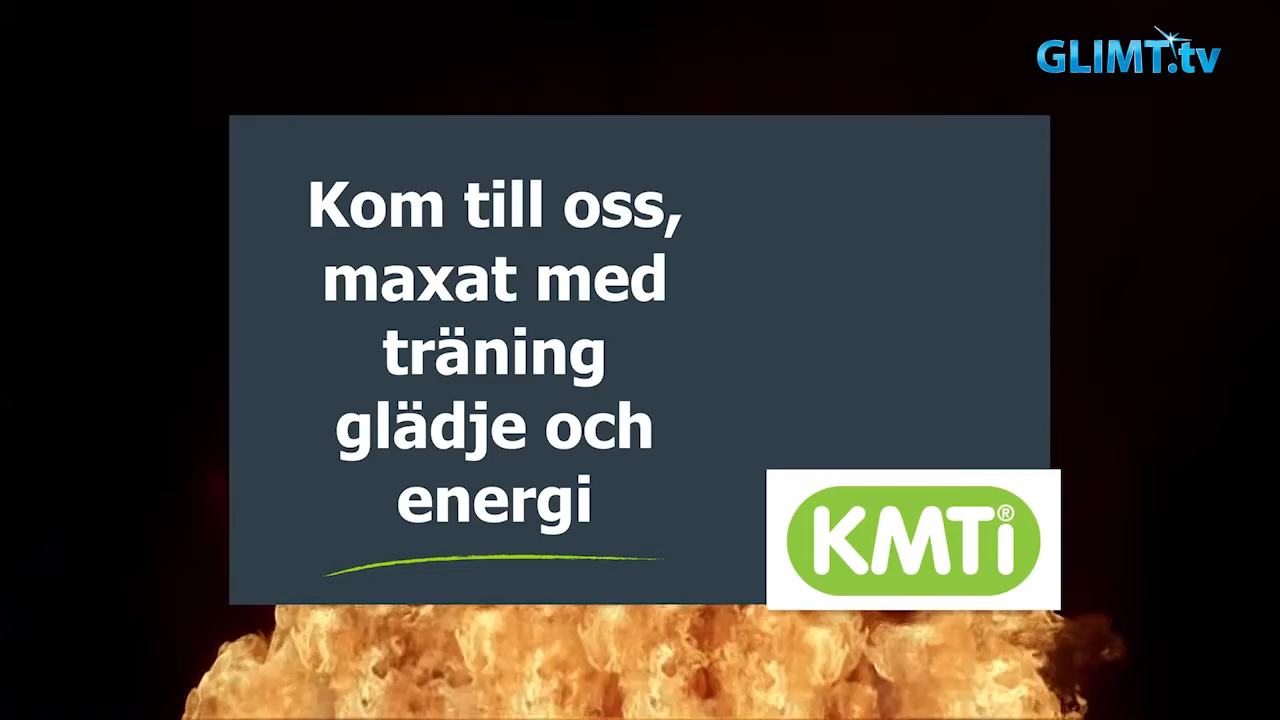 GLIMT.tv
Kom till oss,
maxat med
träning
glädje och
energi
KMTi®